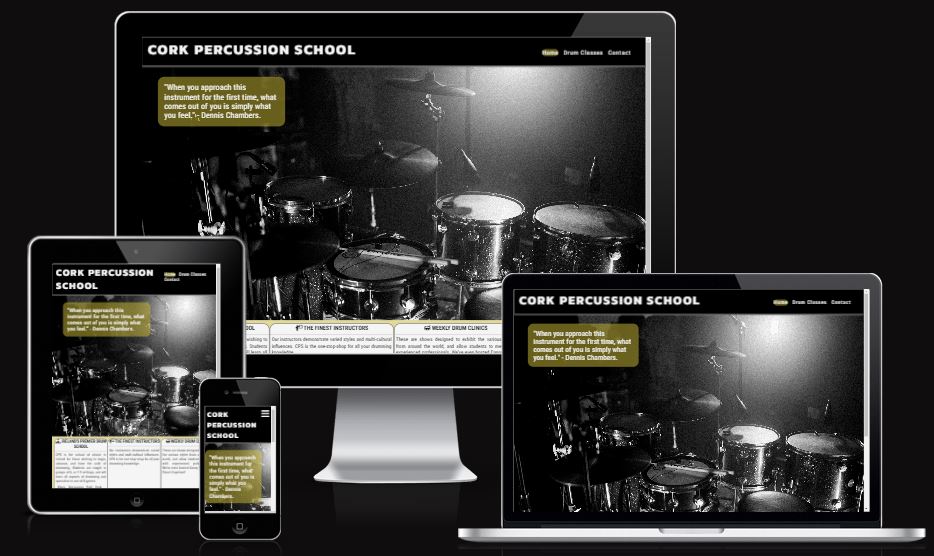 CORK PERCUSSION SCHOOL
Home Drum Classes Contact
"When you approach this
instrument for the first time, what
comes out of you is simply what
you feel." - Dennis Chambers.
THE FINEST INSTRUCTORS
WEEKLY DRUM CLINICS
Our instructors demonstrate varied styles and multi-cultural
influences. CPS is the one-stop-shop for all your drumming
knowledge.
These are shows designed to exhibit the various
from around the world, and allow students to me
experienced professionals. We've even hosted Denni
CORK PERCUSSION
SCHOOL
Home Drum Classes
Contact
"When you approach this
instrument for the first time, what
comes out of you is simply what
you feel." - Dennis Chambers.
IRELAND'S PREMIER DRUM
SCHOOL
THE FINEST INSTRUCTORS
WEEKLY DRUM
CORK
PERCUSSION
SCHOOL
"When you approach
this instrument for
the first time, what
comes out of you is
simply what you
feel." - Dennis
Chambers.
CORK PERCUSSION SCHOOL
Home Drum Classes Contact
"When you approach this
instrument for the first time, what
comes out of you is simply what
you feel." - Dennis Chambers.